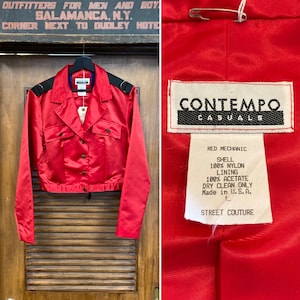 OUTFITTERS FOR MEN AND BOYS
SALAMANCA, N.Y.
CORNER NEXT TO DUDLEY HOTEL
CONTEMPO
CASUALS
RED MECHANIC
SHELL
100% NYLON
LINING
100% ACETATE
DRY CLEAN ONLY
Made in U.S.A.
L
STREET COUTURE